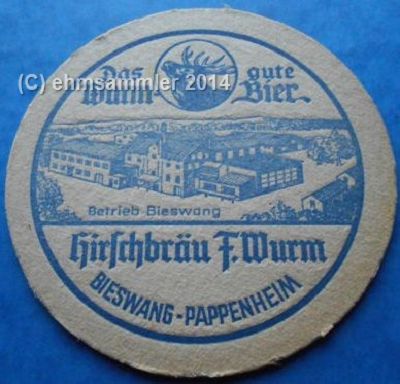 Das gute
Wurm Bier
(C) ehmsammler 2014
Betrieb Bieswang
Hirschbräu F. Wurm
BIESWANG-PAPPENHEIM